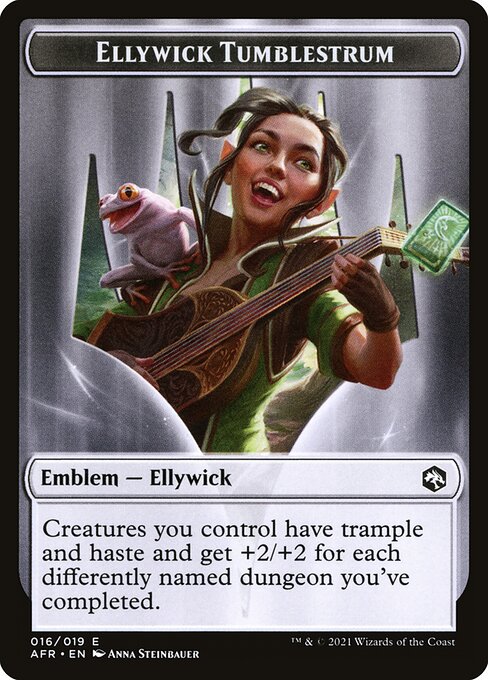 Ellywick Tumblestrum
Emblem — Ellywick
Creatures you control have trample
and haste and get +2/+2 for each
differently named dungeon you've
completed.
016/019 E
AFR • EN Anna Steinbauer
™ & © 2021 Wizards of the Coast